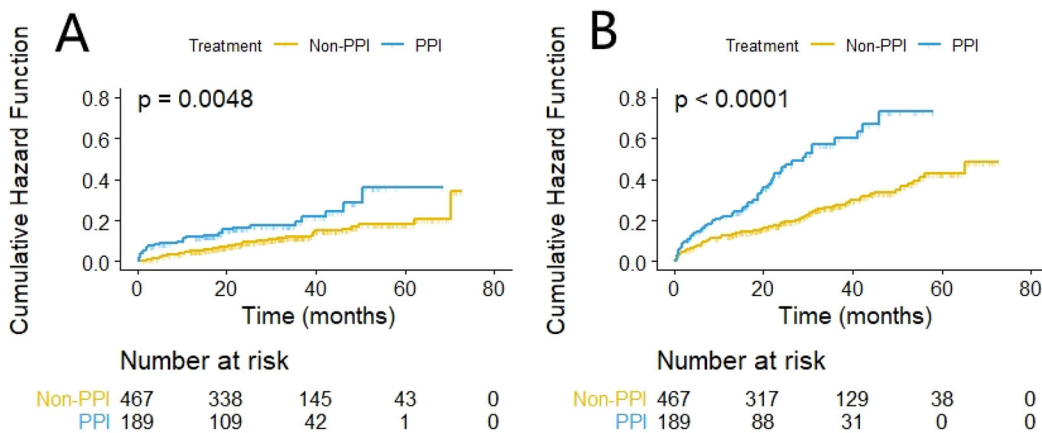 A
Treatment Non-PPI PPI
Cumulative Hazard Function
p = 0.0048
0.8
0.6
0.4
0.2
0.0
0 20 40 60 80
Time (months)
Number at risk
Non-PPI 467 338 145 43 0
PPI 189 109 42 1 0
B
Treatment Non-PPI PPI
Cumulative Hazard Function
p < 0.0001
0.8
0.6
0.4
0.2
0.0
0 20 40 60 80
Time (months)
Number at risk
Non-PPI 467 317 129 38 0
PPI 189 88 31 0 0